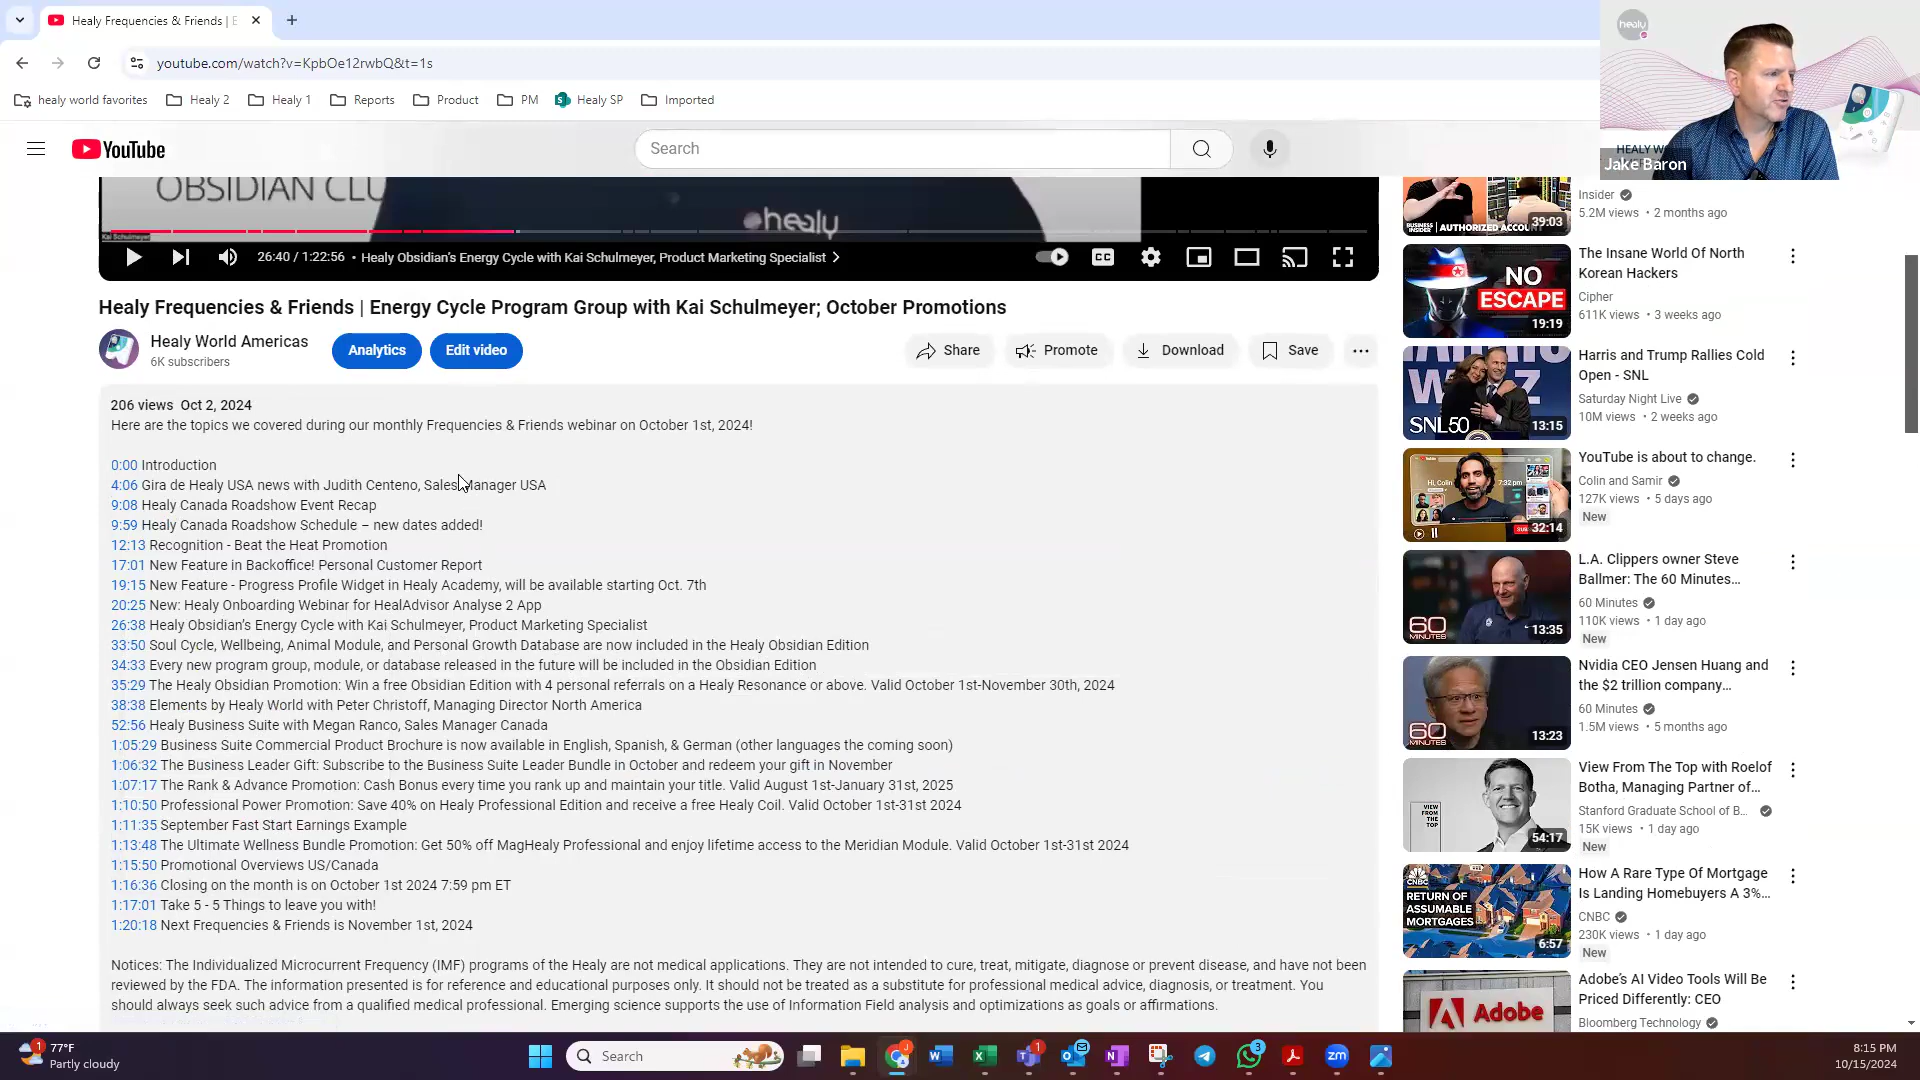 Healy Frequencies & Friends | E
youtube.com/watch?v=KpbOe12rwbQ&t=1s
healy world favorites
Healy 2
Healy 1
Reports
Product
PM
Healy SP
Imported
healy
HEALY W
Jake Baron
YouTube
Search
OBSIDIAN CLU
healy
Kai Schulmeyer
26:40 / 1:22:56 • Healy Obsidian's Energy Cycle with Kai Schulmeyer, Product Marketing Specialist
CC
Healy Frequencies & Friends | Energy Cycle Program Group with Kai Schulmeyer; October Promotions
Healy World Americas
6K subscribers
Analytics
Edit video
Share
Promote
Download
Save
206 views Oct 2, 2024
Here are the topics we covered during our monthly Frequencies & Friends webinar on October 1st, 2024!
0:00 Introduction
4:06 Gira de Healy USA news with Judith Centeno, Sales Manager USA
9:08 Healy Canada Roadshow Event Recap
9:59 Healy Canada Roadshow Schedule – new dates added!
12:13 Recognition - Beat the Heat Promotion
17:01 New Feature in Backoffice! Personal Customer Report
19:15 New Feature - Progress Profile Widget in Healy Academy, will be available starting Oct. 7th
20:25 New: Healy Onboarding Webinar for HealAdvisor Analyse 2 App
26:38 Healy Obsidian's Energy Cycle with Kai Schulmeyer, Product Marketing Specialist
33:50 Soul Cycle, Wellbeing, Animal Module, and Personal Growth Database are now included in the Healy Obsidian Edition
34:33 Every new program group, module, or database released in the future will be included in the Obsidian Edition
35:29 The Healy Obsidian Promotion: Win a free Obsidian Edition with 4 personal referrals on a Healy Resonance or above. Valid October 1st-November 30th, 2024
38:38 Elements by Healy World with Peter Christoff, Managing Director North America
52:56 Healy Business Suite with Megan Ranco, Sales Manager Canada
1:05:29 Business Suite Commercial Product Brochure is now available in English, Spanish, & German (other languages the coming soon)
1:06:32 The Business Leader Gift: Subscribe to the Business Suite Leader Bundle in October and redeem your gift in November
1:07:17 The Rank & Advance Promotion: Cash Bonus every time you rank up and maintain your title. Valid August 1st-January 31st, 2025
1:10:50 Professional Power Promotion: Save 40% on Healy Professional Edition and receive a free Healy Coil. Valid October 1st-31st 2024
1:11:35 September Fast Start Earnings Example
1:13:48 The Ultimate Wellness Bundle Promotion: Get 50% off MagHealy Professional and enjoy lifetime access to the Meridian Module. Valid October 1st-31st 2024
1:15:50 Promotional Overviews US/Canada
1:16:36 Closing on the month is on October 1st 2024 7:59 pm ET
1:17:01 Take 5 - 5 Things to leave you with!
1:20:18 Next Frequencies & Friends is November 1st, 2024
Notices: The Individualized Microcurrent Frequency (IMF) programs of the Healy are not medical applications. They are not intended to cure, treat, mitigate, diagnose or prevent disease, and have not been
reviewed by the FDA. The information presented is for reference and educational purposes only. It should not be treated as a substitute for professional medical advice, diagnosis, or treatment. You
should always seek such advice from a qualified medical professional. Emerging science supports the use of Information Field analysis and optimizations as goals or affirmations.
BUSINESS INSIDER | AUTHORIZED ACCOU
39:03
Insider
5.2M views • 2 months ago
NO ESCAPE
19:19
The Insane World Of North
Korean Hackers
Cipher
611K views • 3 weeks ago
SNL50
13:15
Harris and Trump Rallies Cold
Open - SNL
Saturday Night Live
10M views • 2 weeks ago
32:14
YouTube is about to change.
Colin and Samir
127K views • 5 days ago
New
60 MINUTES
13:35
L.A. Clippers owner Steve
Ballmer: The 60 Minutes…
60 Minutes
110K views • 1 day ago
New
60 MINUTES
13:23
Nvidia CEO Jensen Huang and
the $2 trillion company…
60 Minutes
1.5M views • 5 months ago
VIEW FROM THE TOP
54:17
View From The Top with Roelof
Botha, Managing Partner of…
Stanford Graduate School of B…
15K views • 1 day ago
New
CNBC
RETURN OF ASSUMABLE MORTGAGES
6:57
How A Rare Type Of Mortgage
Is Landing Homebuyers A 3%…
CNBC
230K views • 1 day ago
New
Adobe
Adobe's AI Video Tools Will Be
Priced Differently: CEO
Bloomberg Technology
1
77°F
Partly cloudy
Search
1
3
zm
8:15 PM
10/15/2024